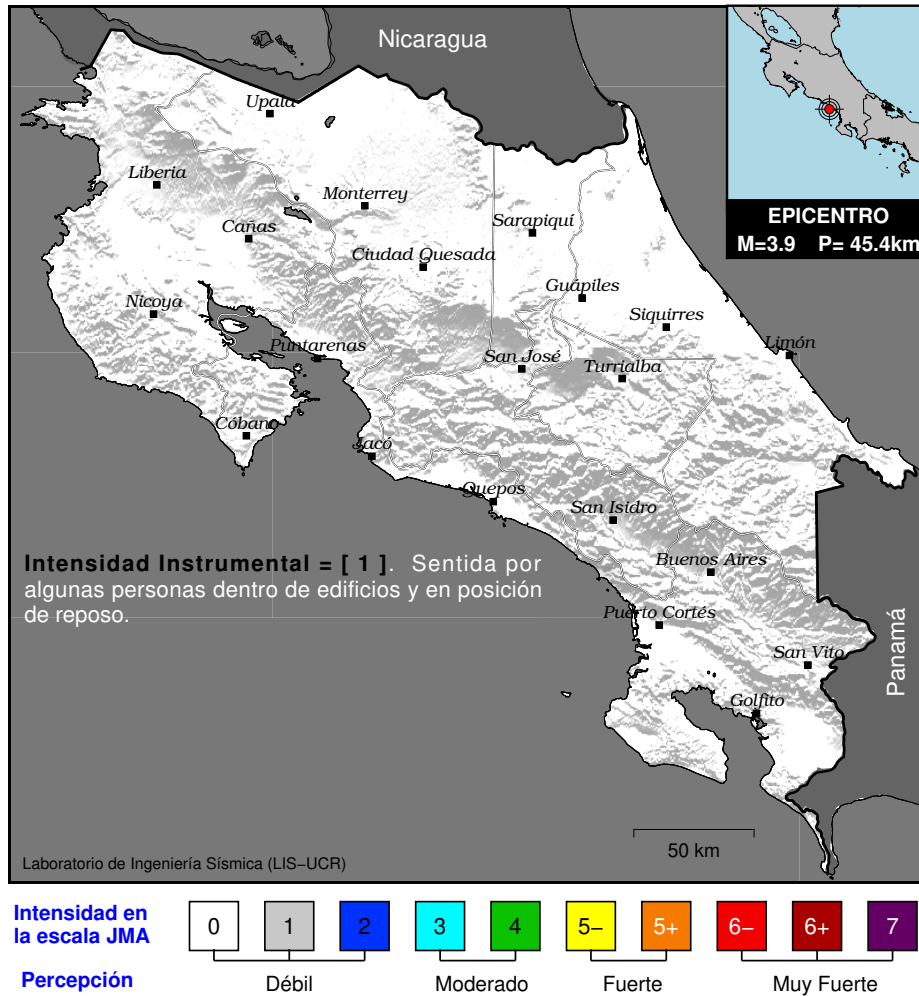 Nicaragua
EPICENTRO
M=3.9 P= 45.4km
Upala
Liberia
Monterrey
Cañas
Sarapiquí
Ciudad Quesada
Guápiles
Nicoya
Siquirres
Puntarenas
San José
Limón
Turrialba
Cóbano
Jacó
Quepos
San Isidro
Buenos Aires
Intensidad Instrumental = [ 1 ]. Sentida por
algunas personas dentro de edificios y en posición
de reposo.
Puerto Cortés
San Vito
Panamá
Golfito
50 km
Laboratorio de Ingeniería Sísmica (LIS−UCR)
Intensidad en
la escala JMA
0 1 2 3 4 5− 5+ 6− 6+ 7
Percepción
Débil Moderado Fuerte Muy Fuerte